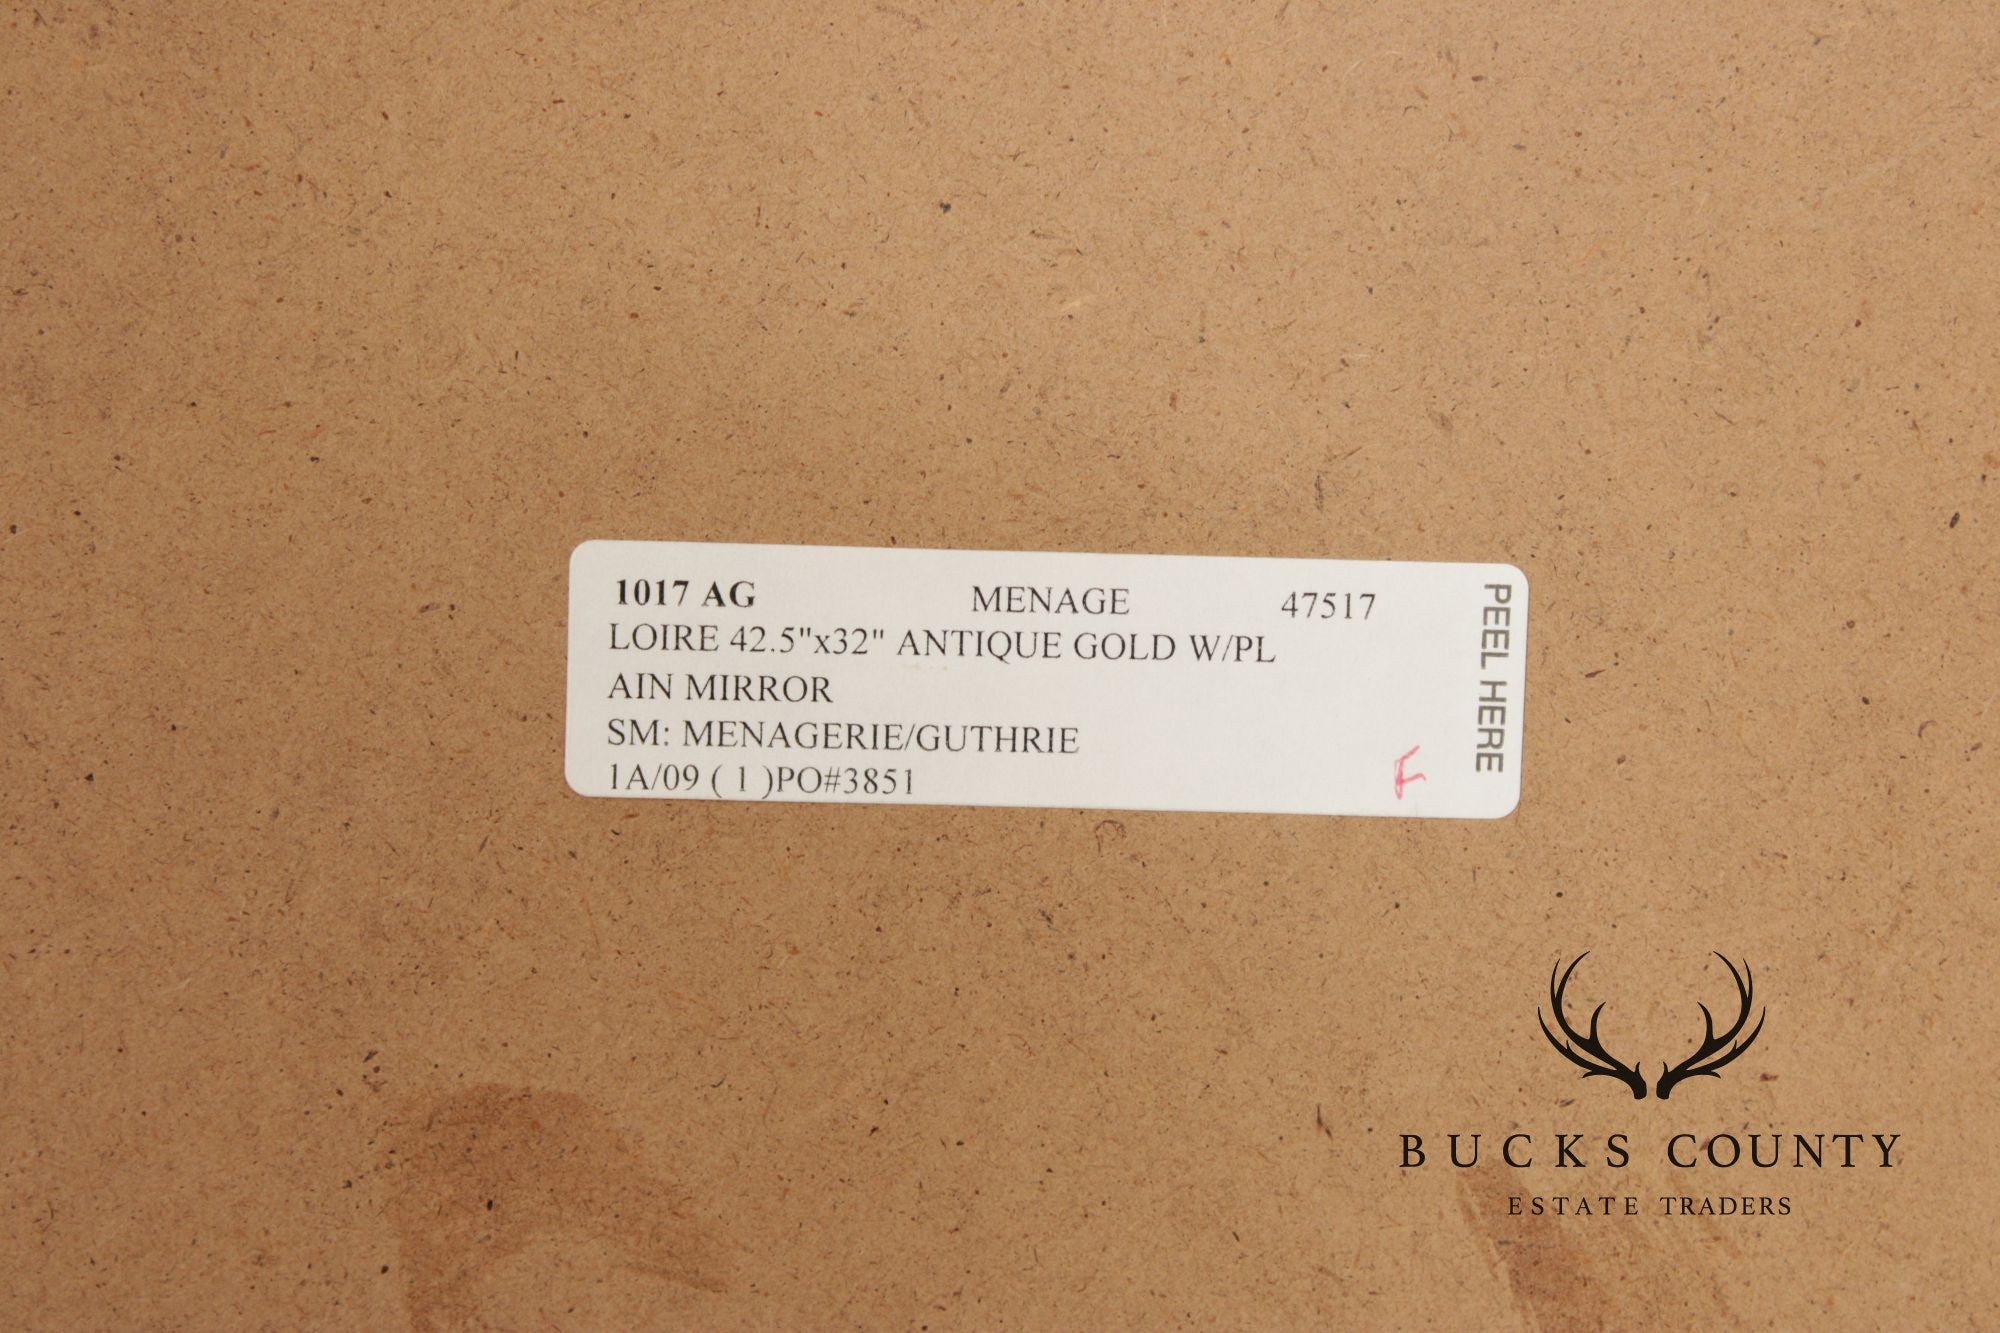 1017 AG MENAGE 47517
LOIRE 42.5"x32" ANTIQUE GOLD W/PL
AIN MIRROR
SM: MENAGERIE/GUTHRIE
1A/09 ( 1 )PO#3851
PEEL HERE
F
BUCKS COUNTY
ESTATE TRADERS